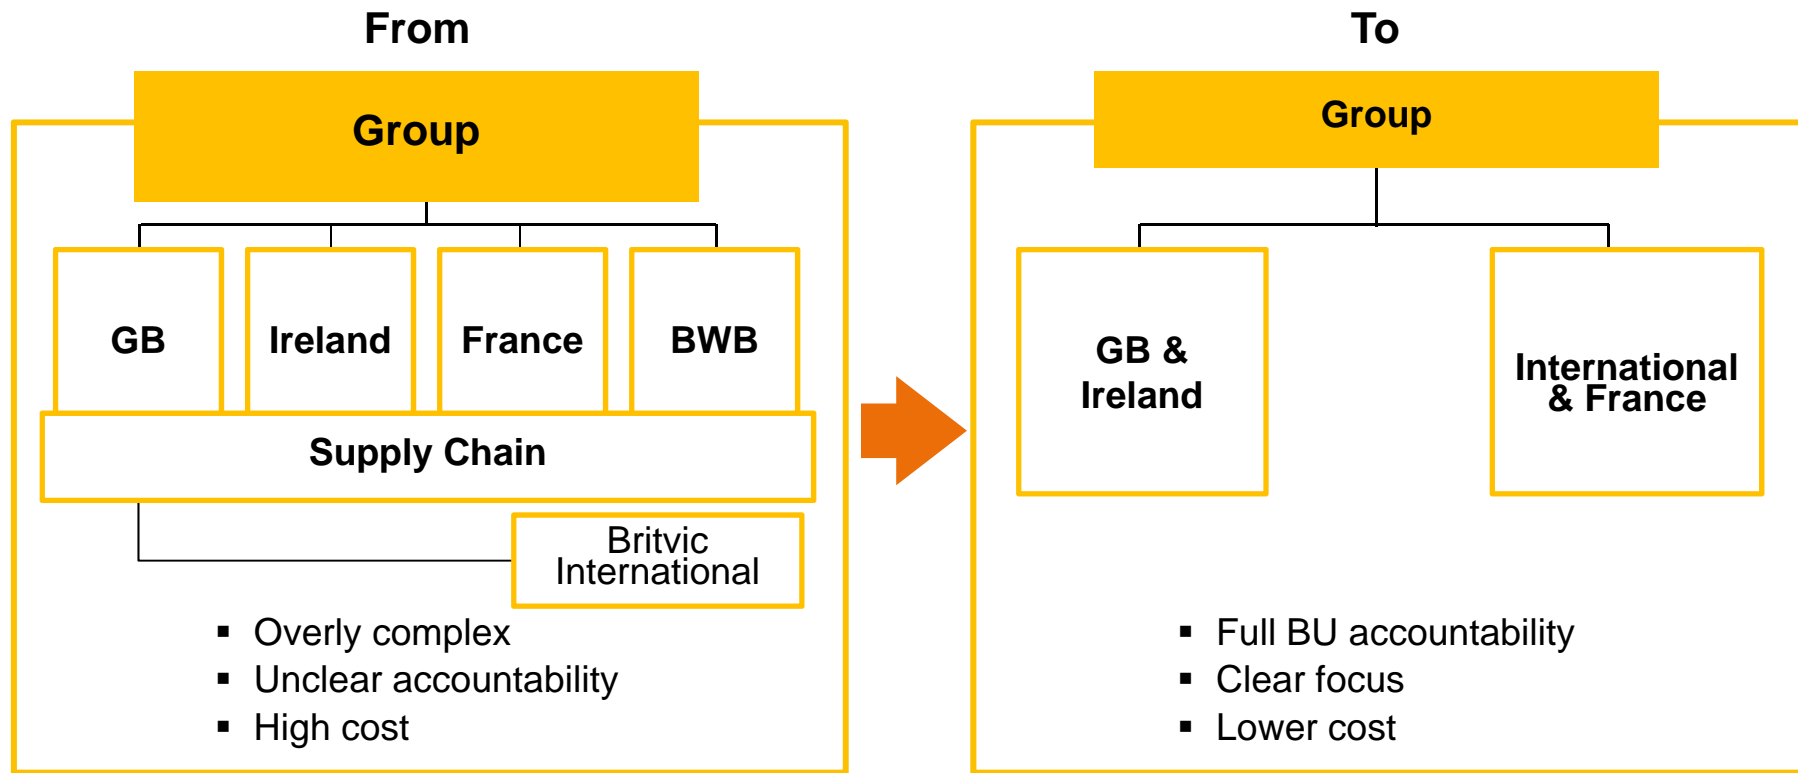 From
Group
GB
Ireland
France
BWB
Supply Chain
Britvic
International
▪ Overly complex
▪ Unclear accountability
▪ High cost
To
Group
GB &
Ireland
International
& France
▪ Full BU accountability
▪ Clear focus
▪ Lower cost